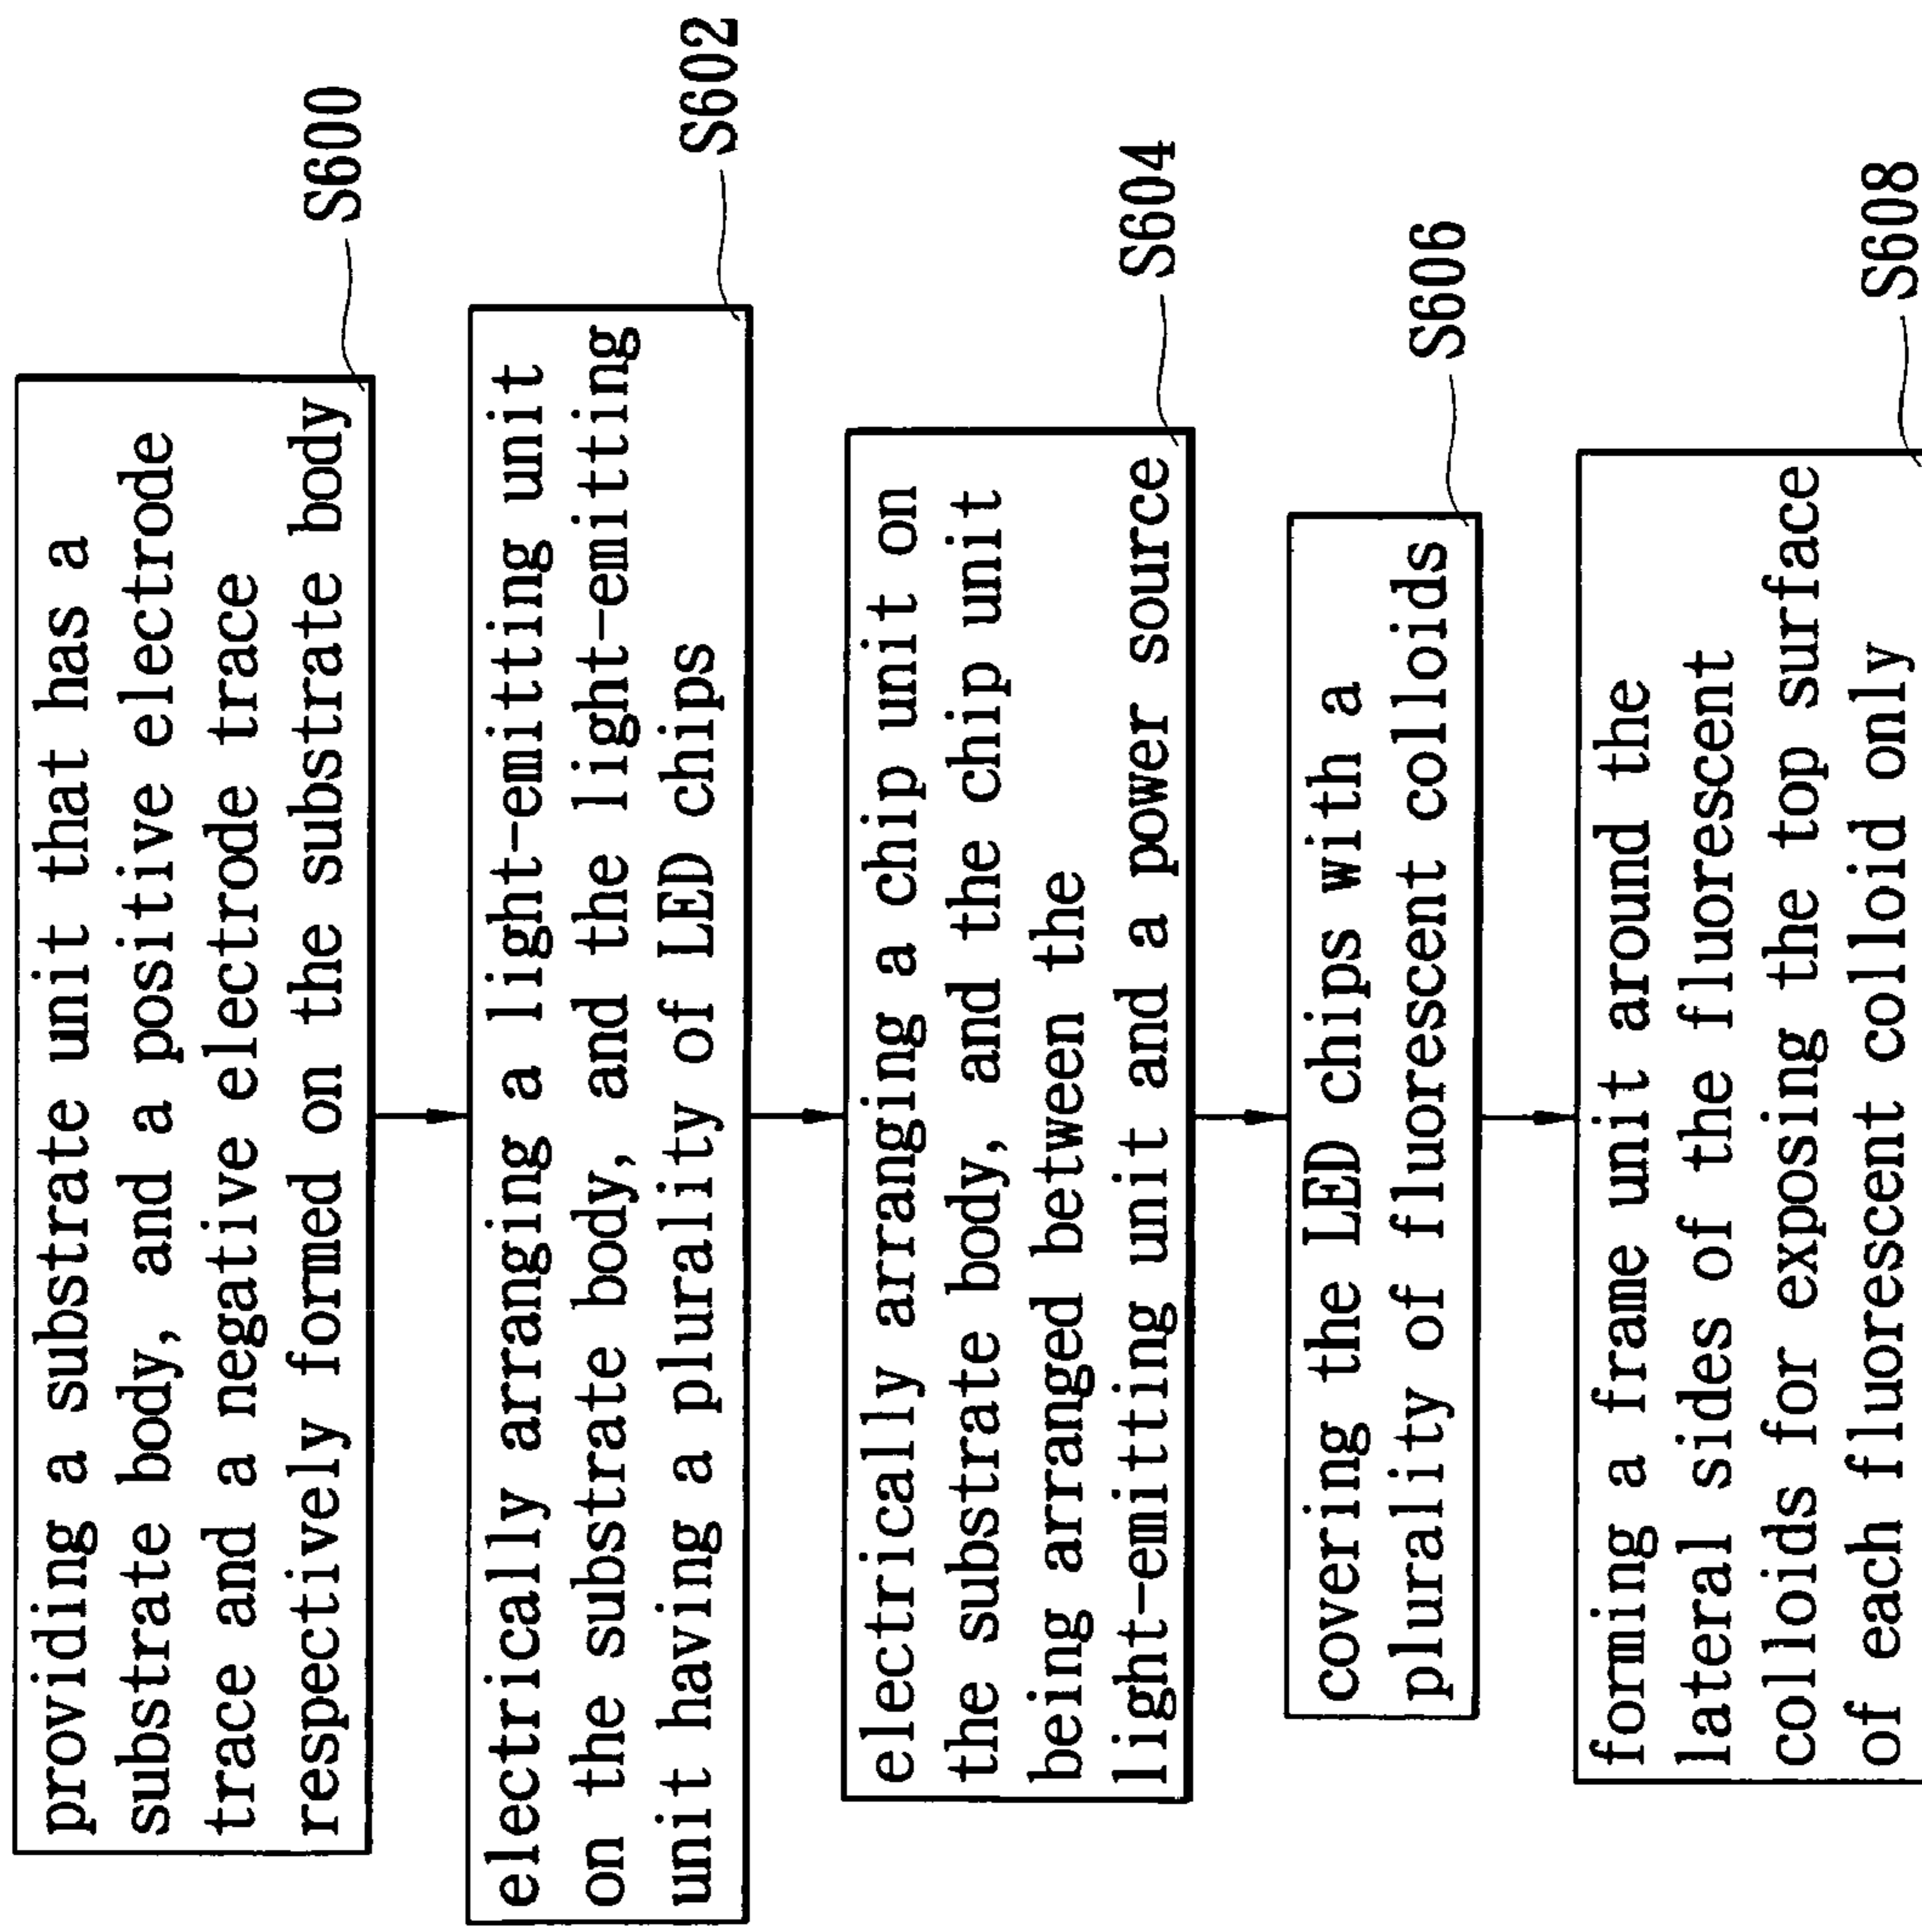 providing a substrate unit that has a
substrate body, and a positive electrode
trace and a negative electrode trace
respectively formed on the substrate body
S600
electrically arranging a light-emitting unit
on the substrate body, and the light-emitting
unit having a plurality of LED chips
S602
electrically arranging a chip unit on
the substrate body, and the chip unit
being arranged between the
light-emitting unit and a power source
S604
covering the LED chips with a
plurality of fluorescent colloids
S606
forming a frame unit around the
lateral sides of the fluorescent
colloids for exposing the top surface
of each fluorescent colloid only
S608